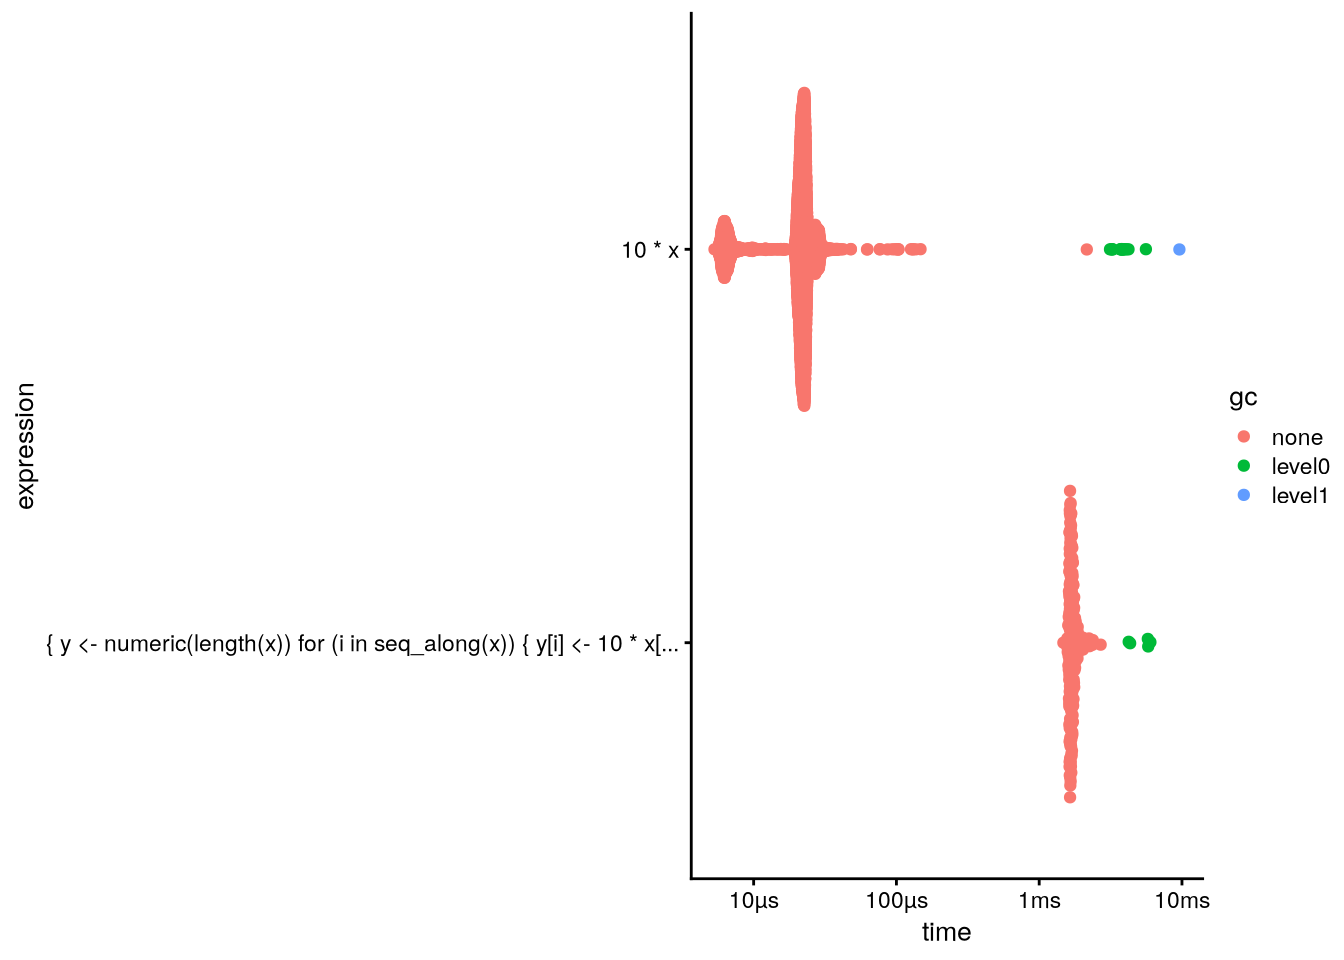 10 * x
expression
{ y <- numeric(length(x)) for (i in seq_along(x)) { y[i] <- 10 * x[...
gc
none
level0
level1
10µs 100µs 1ms 10ms
time